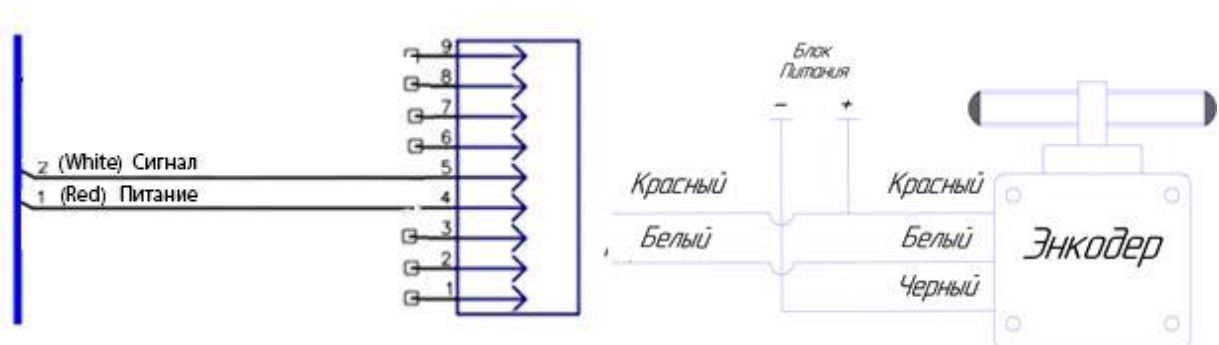 9
8
7
6
2 (White) Сигнал 5
1 (Red) Питание 4
3
2
1
Блок
Питания
- +
Красный Красный
Белый Белый
Черный
Энкодер